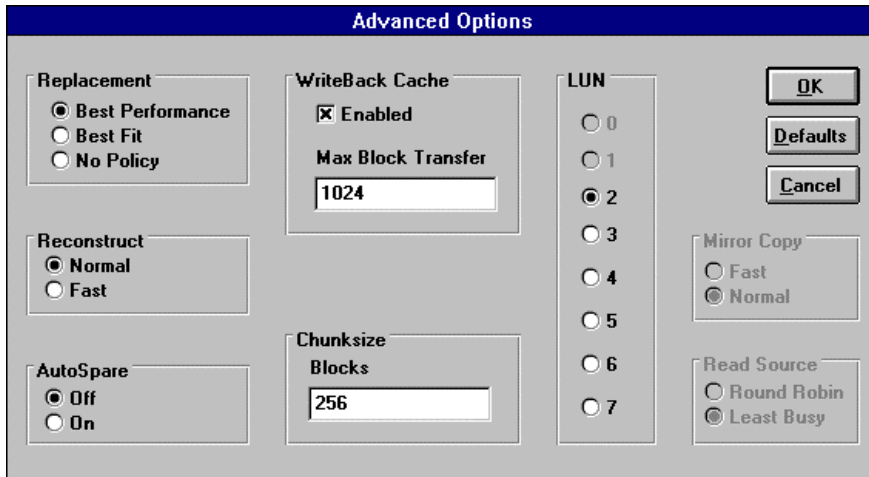 Advanced Options
Replacement
Best Performance
Best Fit
No Policy
Reconstruct
Normal
Fast
AutoSpare
Off
On
WriteBack Cache
Enabled
Max Block Transfer
1024
Chunksize
Blocks
256
LUN
0
1
2
3
4
5
6
7
OK
Defaults
Cancel
Mirror Copy
Fast
Normal
Read Source
Round Robin
Least Busy